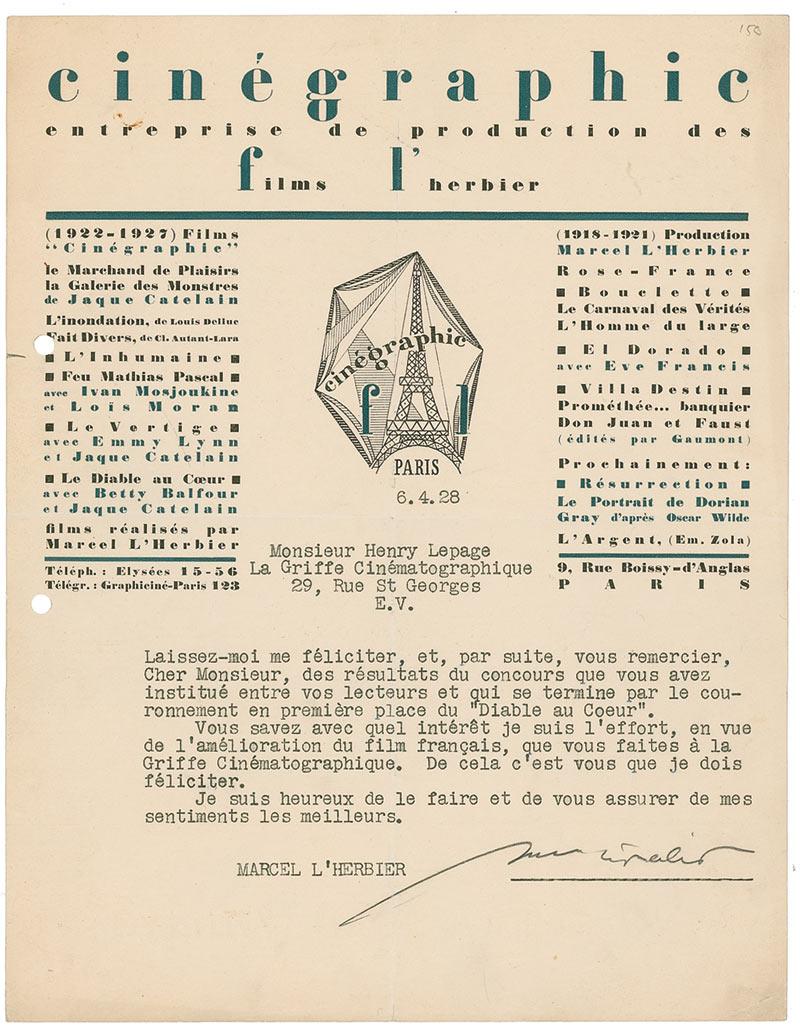 150
cinégraphic
entreprise de production des
films l'herbier
(1922-1927) Films
"Cinégraphic"
le Marchand de Plaisirs
la Galerie des Monstres
de Jaque Catelain
L'inondation, de Louis Delluc
Fait Divers, de Cl. Autant-Lara
■ L'Inhumaine ■
■ Feu Mathias Pascal ■
avec Ivan Mosjoukine
et Loïs Moran
■ Le Vertige ■
avec Emmy Lynn
et Jaque Catelain
■ Le Diable au Cœur ■
avec Betty Balfour
et Jaque Catelain
films réalisés par
Marcel L'Herbier
Téléph. : Elysées 15-56
Télégr. : Graphiciné-Paris 123
cinégraphic
f l
PARIS
(1918-1921) Production
Marcel L'Herbier
Rose-France
■ Bouclette ■
Le Carnaval des Vérités
L'Homme du large
■ El Dorado ■
avec Eve Francis
■ Villa Destin ■
Prométhée... banquier
Don Juan et Faust
(édités par Gaumont)
Prochainement:
■ Résurrection ■
Le Portrait de Dorian
Gray d'après Oscar Wilde
L'Argent, (Em. Zola)
9, Rue Boissy-d'Anglas
PARIS
6.4.28
Monsieur Henry Lepage
La Griffe Cinématographique
29, Rue St Georges
E.V.
Laissez-moi me féliciter, et, par suite, vous remercier,
Cher Monsieur, des résultats du concours que vous avez
institué entre vos lecteurs et qui se termine par le cou-
ronnement en première place du "Diable au Coeur".
Vous savez avec quel intérêt je suis l'effort, en vue
de l'amélioration du film français, que vous faites à la
Griffe Cinématographique. De cela c'est vous que je dois
féliciter.
Je suis heureux de le faire et de vous assurer de mes
sentiments les meilleurs.
MARCEL L'HERBIER